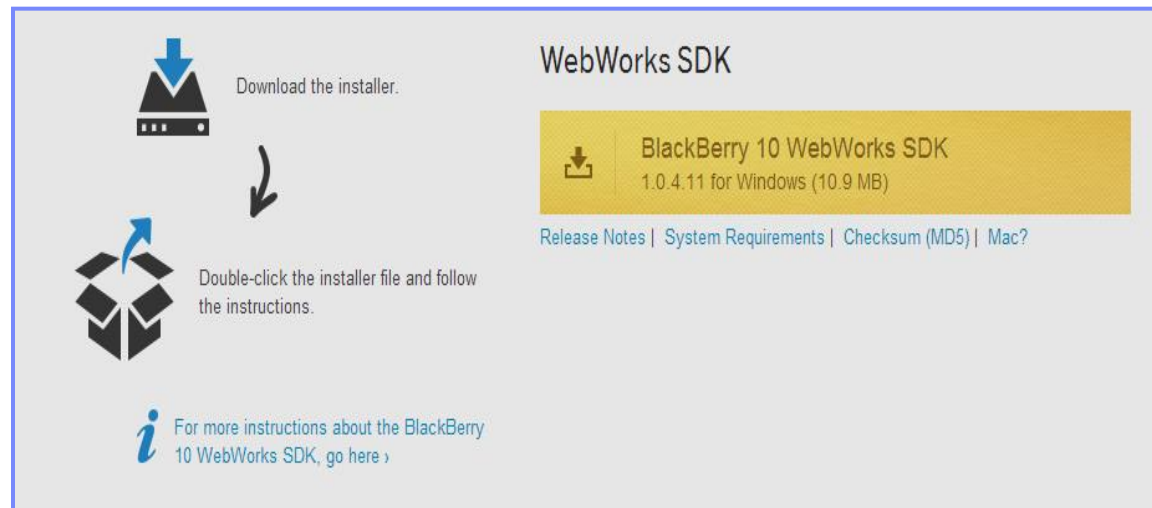 Download the installer.
Double-click the installer file and follow
the instructions.
For more instructions about the BlackBerry
10 WebWorks SDK, go here ›
WebWorks SDK
BlackBerry 10 WebWorks SDK
1.0.4.11 for Windows (10.9 MB)
Release Notes | System Requirements | Checksum (MD5) | Mac?